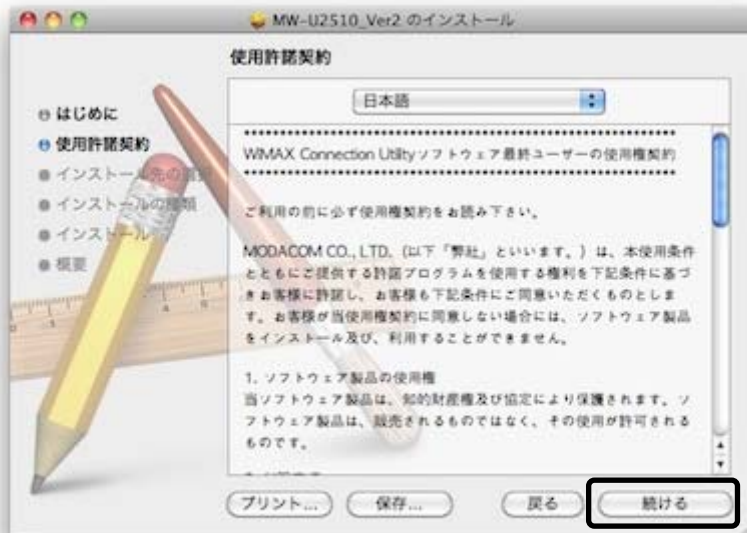 MW-U2510_Ver2 のインストール
使用許諾契約
はじめに
使用許諾契約
インストール先の選択
インストールの種類
インストール
概要
日本語
****************************************************************
WiMAX Connection Utilityソフトウェア最終ユーザーの使用権契約
****************************************************************
ご利用の前に必ず使用権契約をお読み下さい。
MODACOM CO., LTD.（以下「弊社」といいます。）は、本使用条件
とともにご提供する許諾プログラムを使用する権利を下記条件に基づ
きお客様に許諾し、お客様も下記条件にご同意いただくものとしま
す。お客様が当使用権契約に同意しない場合には、ソフトウェア製品
をインストール及び、利用することができません。
1. ソフトウェア製品の使用権
当ソフトウェア製品は、知的財産権及び協定により保護されます。ソ
フトウェア製品は、販売されるものではなく、その使用が許可される
ものです。
プリント...
保存...
戻る
続ける